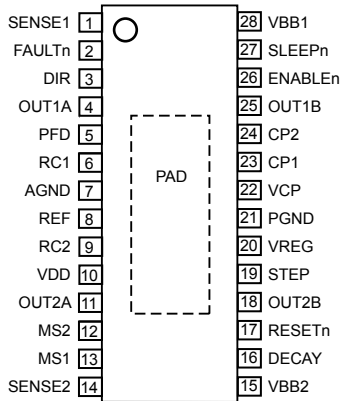 SENSE1 1 28 VBB1
FAULTn 2 27 SLEEPn
DIR 3 26 ENABLEn
OUT1A 4 25 OUT1B
PFD 5 24 CP2
RC1 6 23 CP1
PAD
AGND 7 22 VCP
REF 8 21 PGND
RC2 9 20 VREG
VDD 10 19 STEP
OUT2A 11 18 OUT2B
MS2 12 17 RESETn
MS1 13 16 DECAY
SENSE2 14 15 VBB2